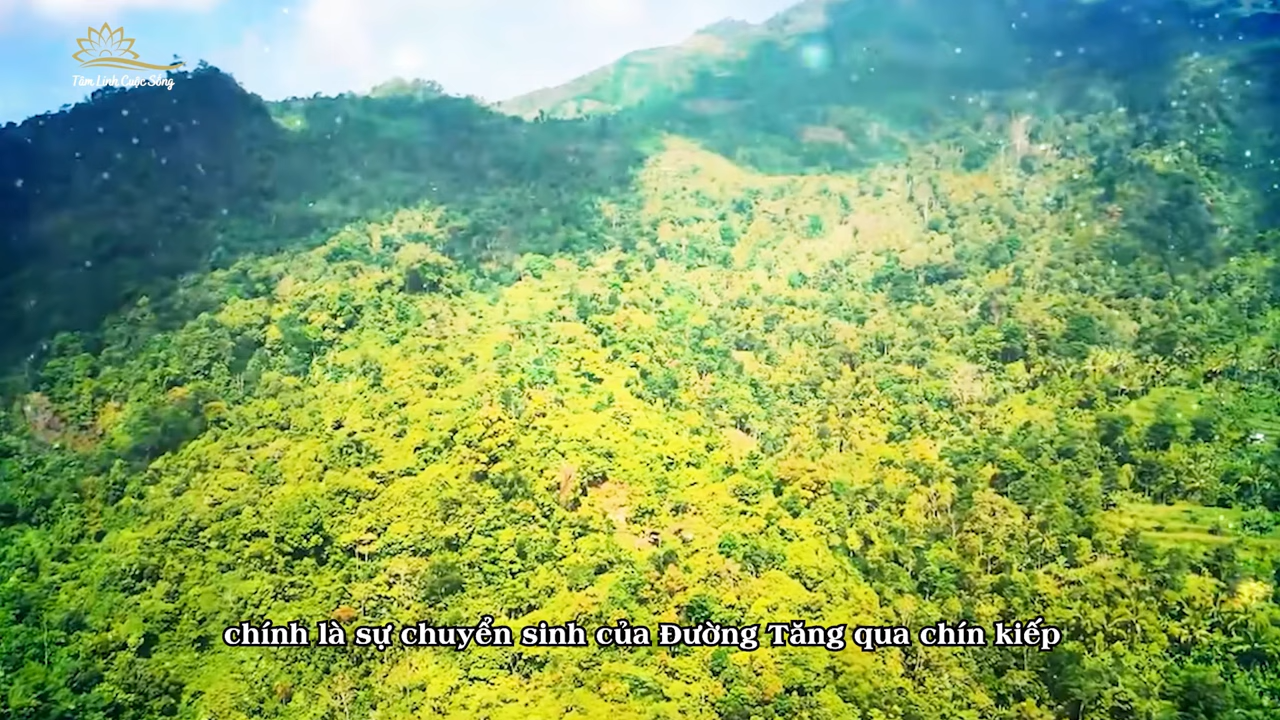 Tâm Linh Cuộc Sống
chính là sự chuyển sinh của Đường Tăng qua chín kiếp